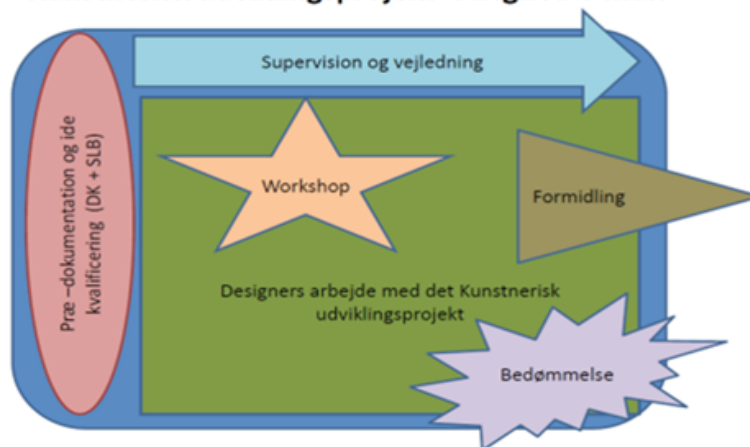 Supervision og vejledning
Præ –dokumentation og ide
kvalificering (DK + SLB)
Workshop
Formidling
Designers arbejde med det Kunstnerisk
udviklingsprojekt
Bedømmelse